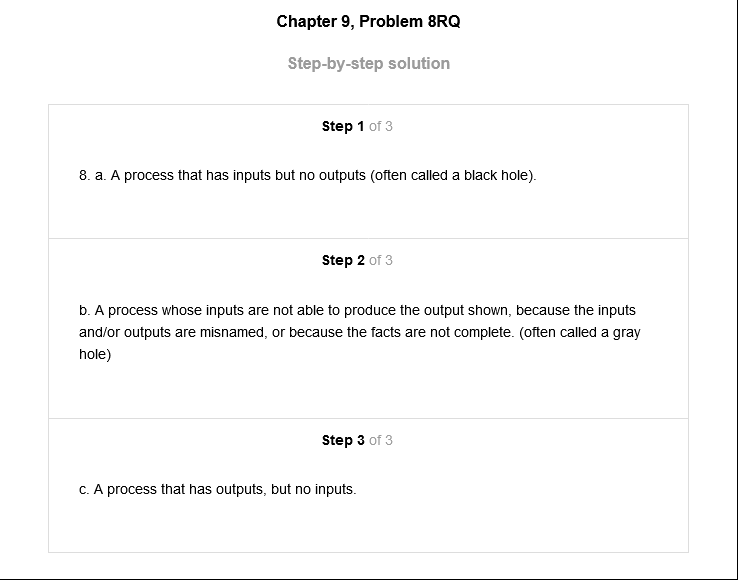 Chapter 9, Problem 8RQ
Step-by-step solution
Step 1 of 3
8. a. A process that has inputs but no outputs (often called a black hole).
Step 2 of 3
b. A process whose inputs are not able to produce the output shown, because the inputs
and/or outputs are misnamed, or because the facts are not complete. (often called a gray
hole)
Step 3 of 3
c. A process that has outputs, but no inputs.